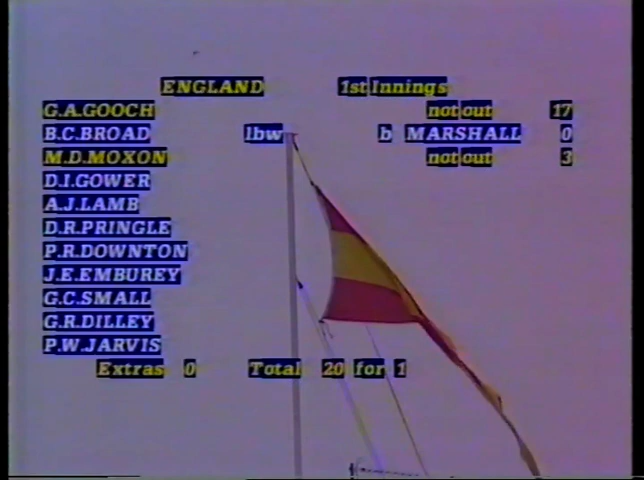 ENGLAND 1st Innings
G.A.GOOCH not out 17
B.C.BROAD lbw b MARSHALL 0
M.D.MOXON not out 3
D.I.GOWER
A.J.LAMB
D.R.PRINGLE
P.R.DOWNTON
J.E.EMBUREY
G.C.SMALL
G.R.DILLEY
P.W.JARVIS
Extras 0 Total 20 for 1